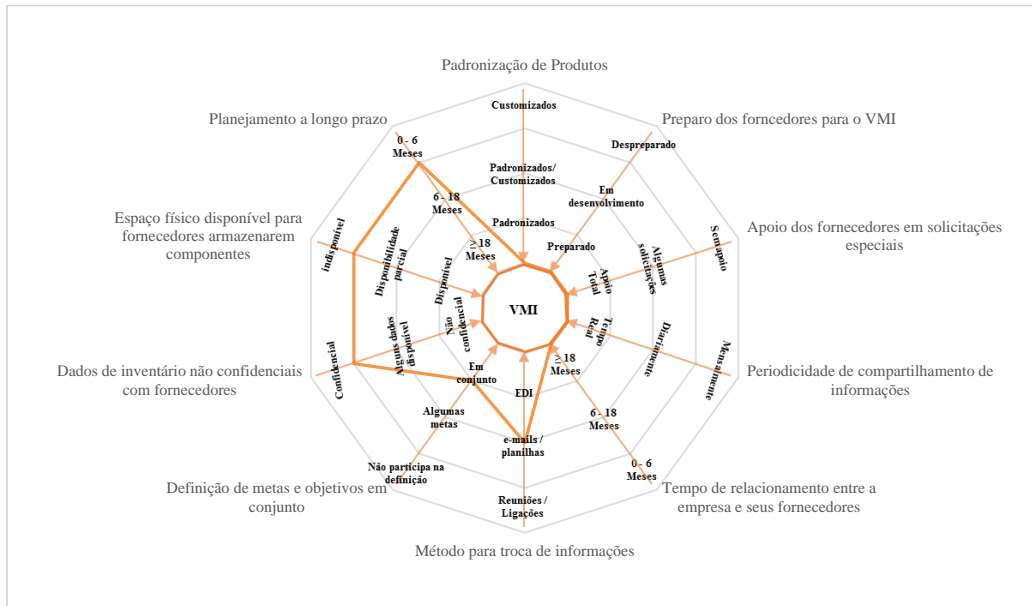 Padronização de Produtos
Customizados
Padronizados/
Customizados
Padronizados
Preparo dos forncedores para o VMI
Despreparado
Em
desenvolvimento
Preparado
Apoio dos fornecedores em solicitações
especiais
Sem apoio
Algumas
solicitações
Apoio
Total
Periodicidade de compartilhamento de
informações
Mensalmente
Diariamente
Tempo
Real
Tempo de relacionamento entre a
empresa e seus fornecedores
0 - 6
Meses
6 - 18
Meses
≥ 18
Meses
Método para troca de informações
Reuniões /
Ligações
e-mails /
planilhas
EDI
Definição de metas e objetivos em
conjunto
Não participa na
definição
Algumas
metas
Em
conjunto
Dados de inventário não confidenciais
com fornecedores
Confidencial
Alguns dados
disponível
Não
confidencial
Espaço físico disponível para
fornecedores armazenarem
componentes
indisponível
Disponibilidade
parcial
Disponível
Planejamento a longo prazo
0 - 6
Meses
6 - 18
Meses
≥ 18
Meses
VMI